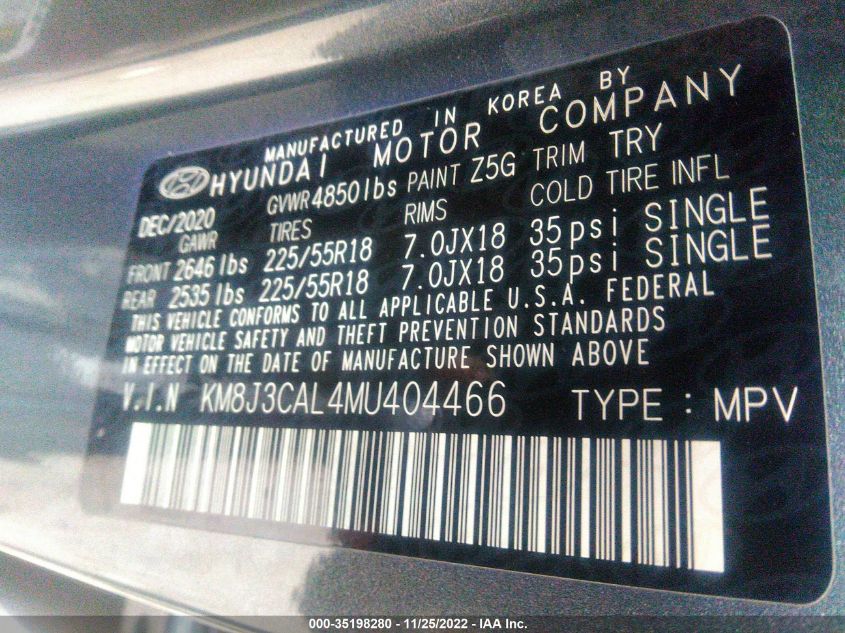 MANUFACTURED IN KOREA BY
HYUNDAI MOTOR COMPANY
DEC/2020 GVWR 4850lbs PAINT Z5G TRIM TRY
GAWR TIRES RIMS COLD TIRE INFL
FRONT 2646 lbs 225/55R18 7.0JX18 35psi SINGLE
REAR 2535 lbs 225/55R18 7.0JX18 35psi SINGLE
THIS VEHICLE CONFORMS TO ALL APPLICABLE U.S.A. FEDERAL
MOTOR VEHICLE SAFETY AND THEFT PREVENTION STANDARDS
IN EFFECT ON THE DATE OF MANUFACTURE SHOWN ABOVE
V.I.N KM8J3CAL4MU404466 TYPE : MPV
000-35198280 - 11/25/2022 - IAA Inc.